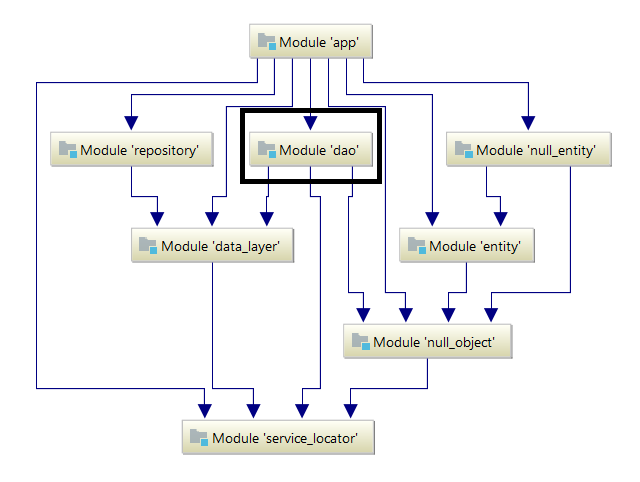 Module 'app'
Module 'repository'
Module 'dao'
Module 'null_entity'
Module 'data_layer'
Module 'entity'
Module 'null_object'
Module 'service_locator'